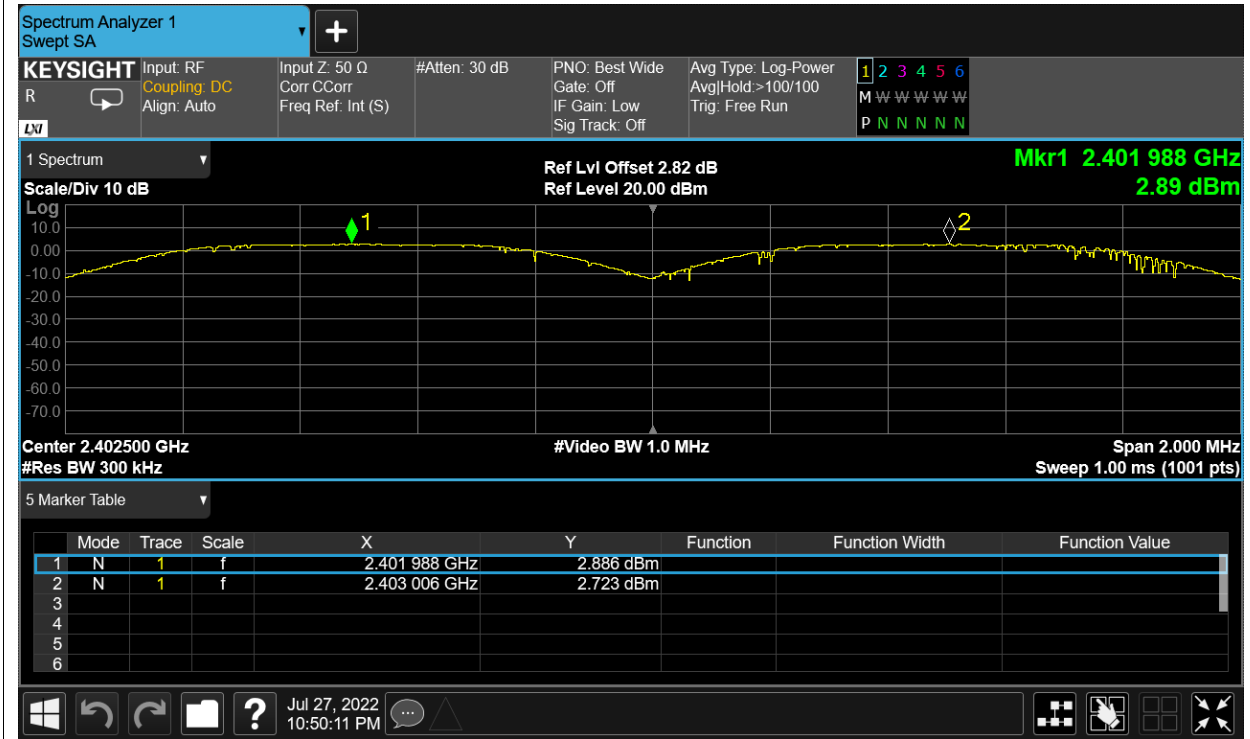 Spectrum Analyzer 1
Swept SA
+
KEYSIGHT Input: RF Input Z: 50 Ω #Atten: 30 dB PNO: Best Wide Avg Type: Log-Power 1 2 3 4 5 6
R Coupling: DC Corr CCorr Gate: Off Avg|Hold:>100/100 M W W W W W W
Align: Auto Freq Ref: Int (S) IF Gain: Low Trig: Free Run
LXI Sig Track: Off P N N N N N N
1 Spectrum Ref Lvl Offset 2.82 dB Mkr1 2.401 988 GHz
Scale/Div 10 dB Ref Level 20.00 dBm 2.89 dBm
Log
10.0
0.00
-10.0
-20.0
-30.0
-40.0
-50.0
-60.0
-70.0
1
2
Center 2.402500 GHz #Video BW 1.0 MHz Span 2.000 MHz
#Res BW 300 kHz Sweep 1.00 ms (1001 pts)
5 Marker Table
Mode Trace Scale X Y Function Function Width Function Value
1 N 1 f 2.401 988 GHz 2.886 dBm
2 N 1 f 2.403 006 GHz 2.723 dBm
3
4
5
6
? Jul 27, 2022
10:50:11 PM